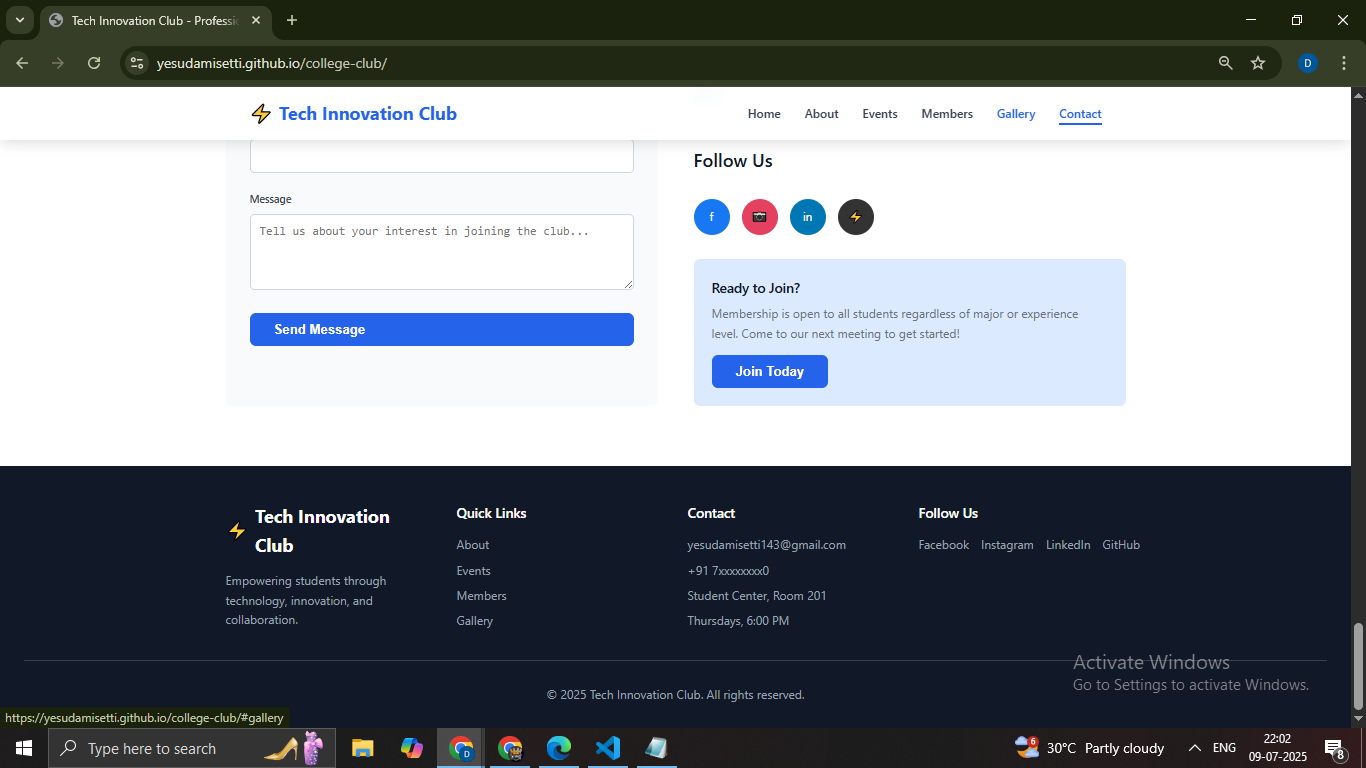 Tech Innovation Club - Professi
yesudamisetti.github.io/college-club/
D
⚡ Tech Innovation Club
Home About Events Members Gallery Contact
Message
Tell us about your interest in joining the club...
Send Message
Follow Us
f
in
Ready to Join?
Membership is open to all students regardless of major or experience
level. Come to our next meeting to get started!
Join Today
⚡ Tech Innovation
Club
Empowering students through
technology, innovation, and
collaboration.
Quick Links
About
Events
Members
Gallery
Contact
yesudamisetti143@gmail.com
+91 7xxxxxxxx0
Student Center, Room 201
Thursdays, 6:00 PM
Follow Us
Facebook Instagram LinkedIn GitHub
© 2025 Tech Innovation Club. All rights reserved.
Activate Windows
Go to Settings to activate Windows.
https://yesudamisetti.github.io/college-club/#gallery
Type here to search
D
6
30°C Partly cloudy
ENG
22:02
09-07-2025
8